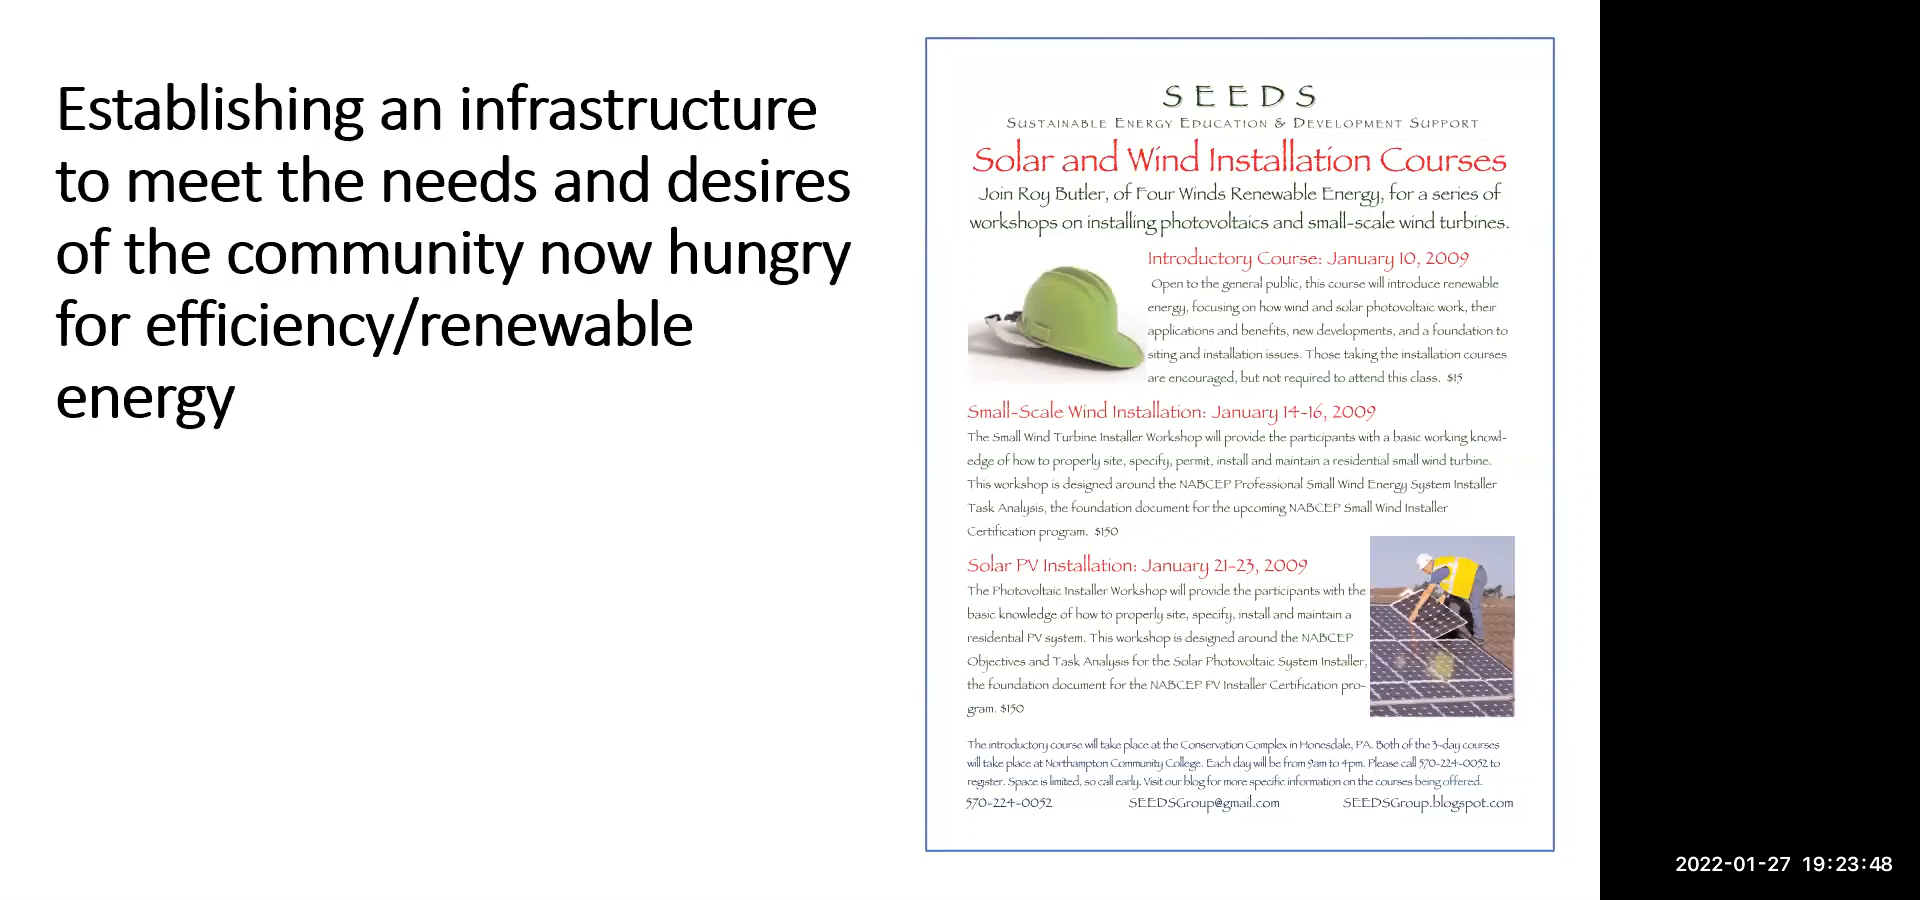 Establishing an infrastructure
to meet the needs and desires
of the community now hungry
for efficiency/renewable
energy
SEEDS
Sustainable Energy Education & Development Support
Solar and Wind Installation Courses
Join Roy Butler, of Four Winds Renewable Energy, for a series of
workshops on installing photovoltaics and small-scale wind turbines.
Introductory Course: January 10, 2009
Open to the general public, this course will introduce renewable
energy, focusing on how wind and solar photovoltaic work, their
applications and benefits, new developments, and a foundation to
siting and installation issues. Those taking the installation courses
are encouraged, but not required to attend this class. $15
Small-Scale Wind Installation: January 14-16, 2009
The Small Wind Turbine Installer Workshop will provide the participants with a basic working knowl-
edge of how to properly site, specify, permit, install and maintain a residential small wind turbine.
This workshop is designed around the NABCEP Professional Small Wind Energy System Installer
Task Analysis, the foundation document for the upcoming NABCEP Small Wind Installer
Certification program. $150
Solar PV Installation: January 21-23, 2009
The Photovoltaic Installer Workshop will provide the participants with the
basic knowledge of how to properly site, specify, install and maintain a
residential PV system. This workshop is designed around the NABCEP
Objectives and Task Analysis for the Solar Photovoltaic System Installer,
the foundation document for the NABCEP PV Installer Certification pro-
gram. $150
The introductory course will take place at the Conservation Complex in Honesdale, PA. Both of the 3-day courses
will take place at Northampton Community College. Each day will be from 9am to 4pm. Please call 570-224-0052 to
register. Space is limited, so call early. Visit our blog for more specific information on the courses being offered.
570-224-0052 SEEDSGroup@gmail.com SEEDSGroup.blogspot.com
2022-01-27 19:23:48